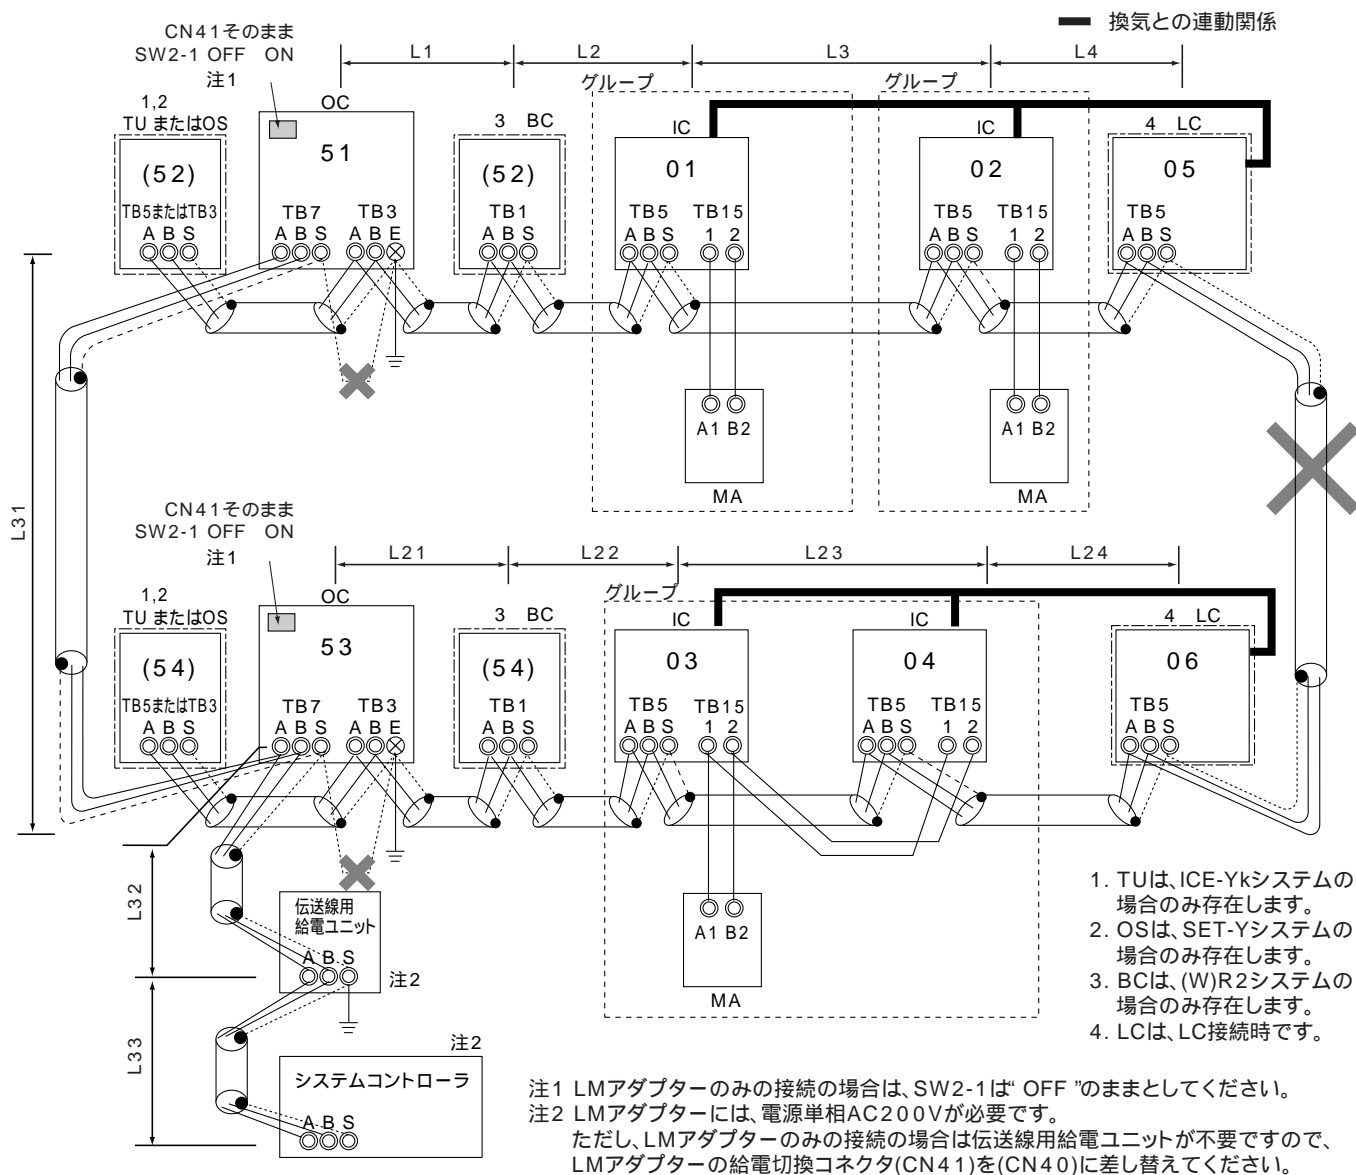 換気との連動関係
CN41そのまま
SW2-1 OFF ON
注1
L1
L2
L3
L4
グループ
グループ
1,2
TU またはOS
OC
3 BC
IC
IC
4 LC
(52)
51
(52)
01
02
05
TB5またはTB3
TB7
TB3
TB1
TB5
TB15
TB5
TB15
TB5
A B S
A B S
A B E
A B S
A B S
1 2
A B S
1 2
A B S
A1 B2
A1 B2
MA
MA
L31
CN41そのまま
SW2-1 OFF ON
注1
L21
L22
L23
L24
グループ
1,2
TU またはOS
OC
3 BC
IC
IC
4 LC
(54)
53
(54)
03
04
06
TB5またはTB3
TB7
TB3
TB1
TB5
TB15
TB5
TB15
TB5
A B S
A B S
A B E
A B S
A B S
1 2
A B S
1 2
A B S
L32
伝送線用
給電ユニット
A B S
注2
A1 B2
MA
L33
注2
システムコントローラ
A B S
1. TUは、ICE-Ykシステムの
場合のみ存在します。
2. OSは、SET-Yシステムの
場合のみ存在します。
3. BCは、(W)R2システムの
場合のみ存在します。
4. LCは、LC接続時です。
注1 LMアダプターのみの接続の場合は、SW2-1は“ OFF ”のままとしてください。
注2 LMアダプターには、電源単相AC200Vが必要です。
ただし、LMアダプターのみの接続の場合は伝送線用給電ユニットが不要ですので、
LMアダプターの給電切換コネクタ(CN41)を(CN40)に差し替えてください。